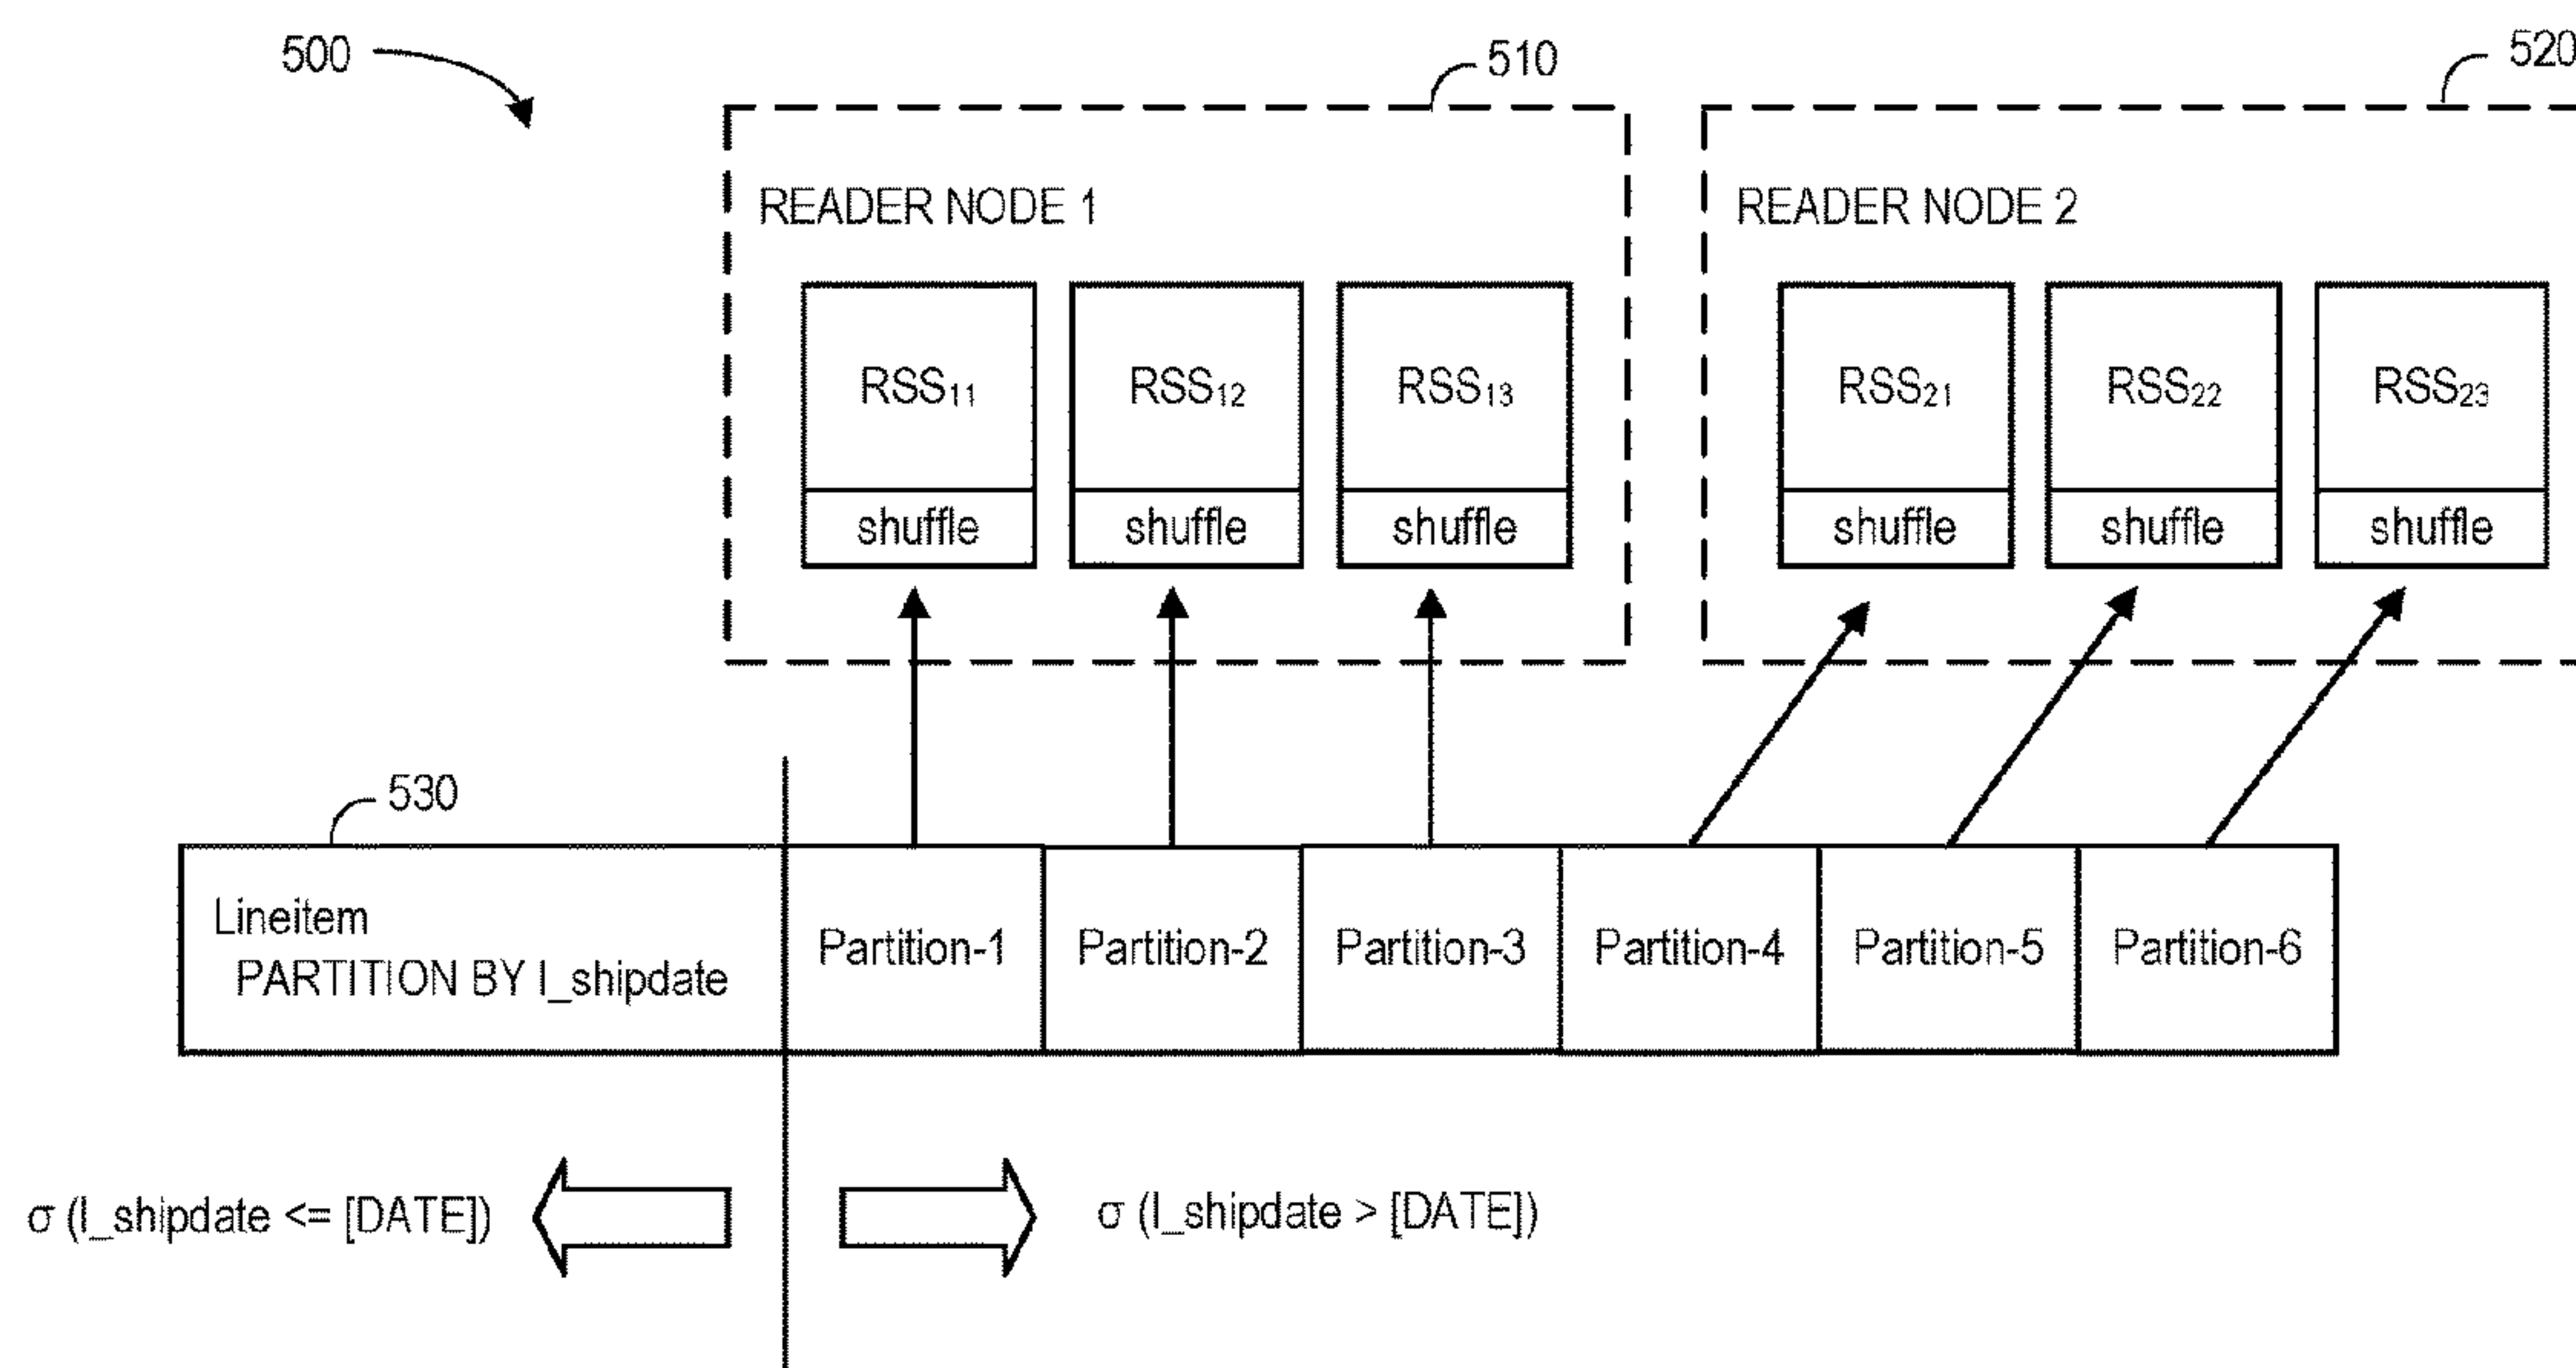 500
510
520
READER NODE 1
READER NODE 2
RSS₁₁
RSS₁₂
RSS₁₃
RSS₂₁
RSS₂₂
RSS₂₃
shuffle
shuffle
shuffle
shuffle
shuffle
shuffle
530
Lineitem
PARTITION BY l_shipdate
Partition-1
Partition-2
Partition-3
Partition-4
Partition-5
Partition-6
σ (l_shipdate <= [DATE])
σ (l_shipdate > [DATE])